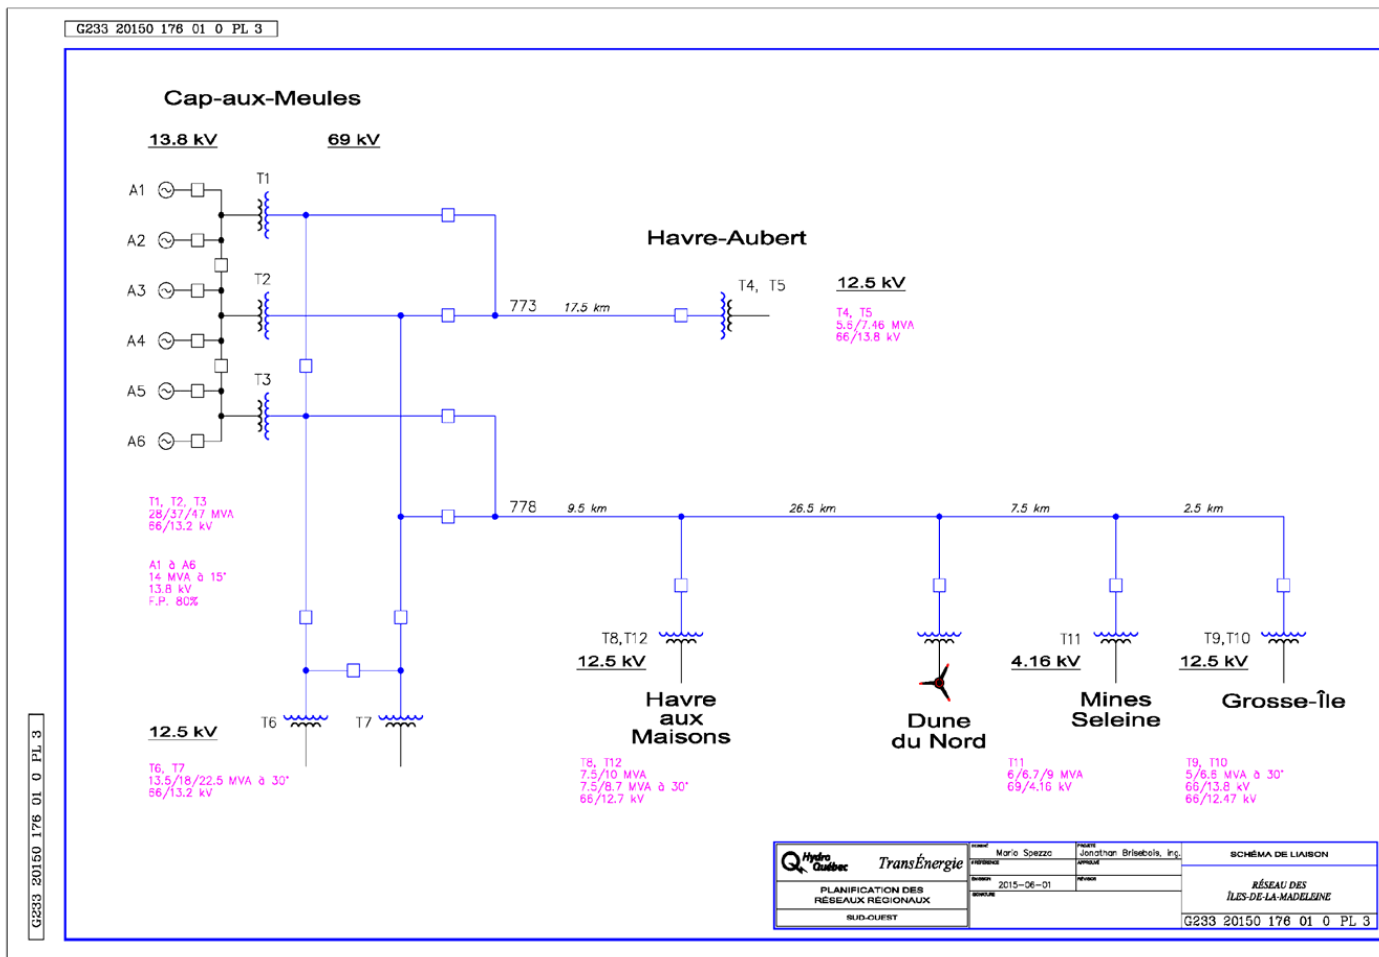 G233 20150 176 01 0 PL 3
Cap-aux-Meules
13.8 kV
69 kV
A1
T1
A2
A3
T2
A4
A5
T3
A6
Havre-Aubert
T4, T5
12.5 kV
T4, T5
5.6/7.46 MVA
66/13.8 kV
773
17.5 km
T1, T2, T3
28/37/47 MVA
66/13.2 kV
A1 à A6
14 MVA à 15°
13.8 kV
F.P. 80%
778
9.5 km
26.5 km
7.5 km
2.5 km
T8,T12
12.5 kV
Havre
aux
Maisons
T8, T12
7.5/10 MVA
7.5/8.7 MVA à 30°
66/12.7 kV
Dune
du Nord
T11
4.16 kV
Mines
Seleine
T11
6/6.7/9 MVA
69/4.16 kV
T9,T10
12.5 kV
Grosse-Île
T9, T10
5/6.6 MVA à 30°
66/13.8 kV
66/12.47 kV
T6
T7
12.5 kV
T6, T7
13.5/18/22.5 MVA à 30°
66/13.2 kV
G233 20150 176 01 0 PL 3
Hydro
Québec
TransÉnergie
PLANIFICATION DES
RÉSEAUX RÉGIONAUX
SUD-OUEST
Mario Spezza
Jonathan Brisebois, ing.
2015-06-01
SCHÉMA DE LIAISON
RÉSEAU DES
ÎLES-DE-LA-MADELEINE
G233 20150 176 01 0 PL 3